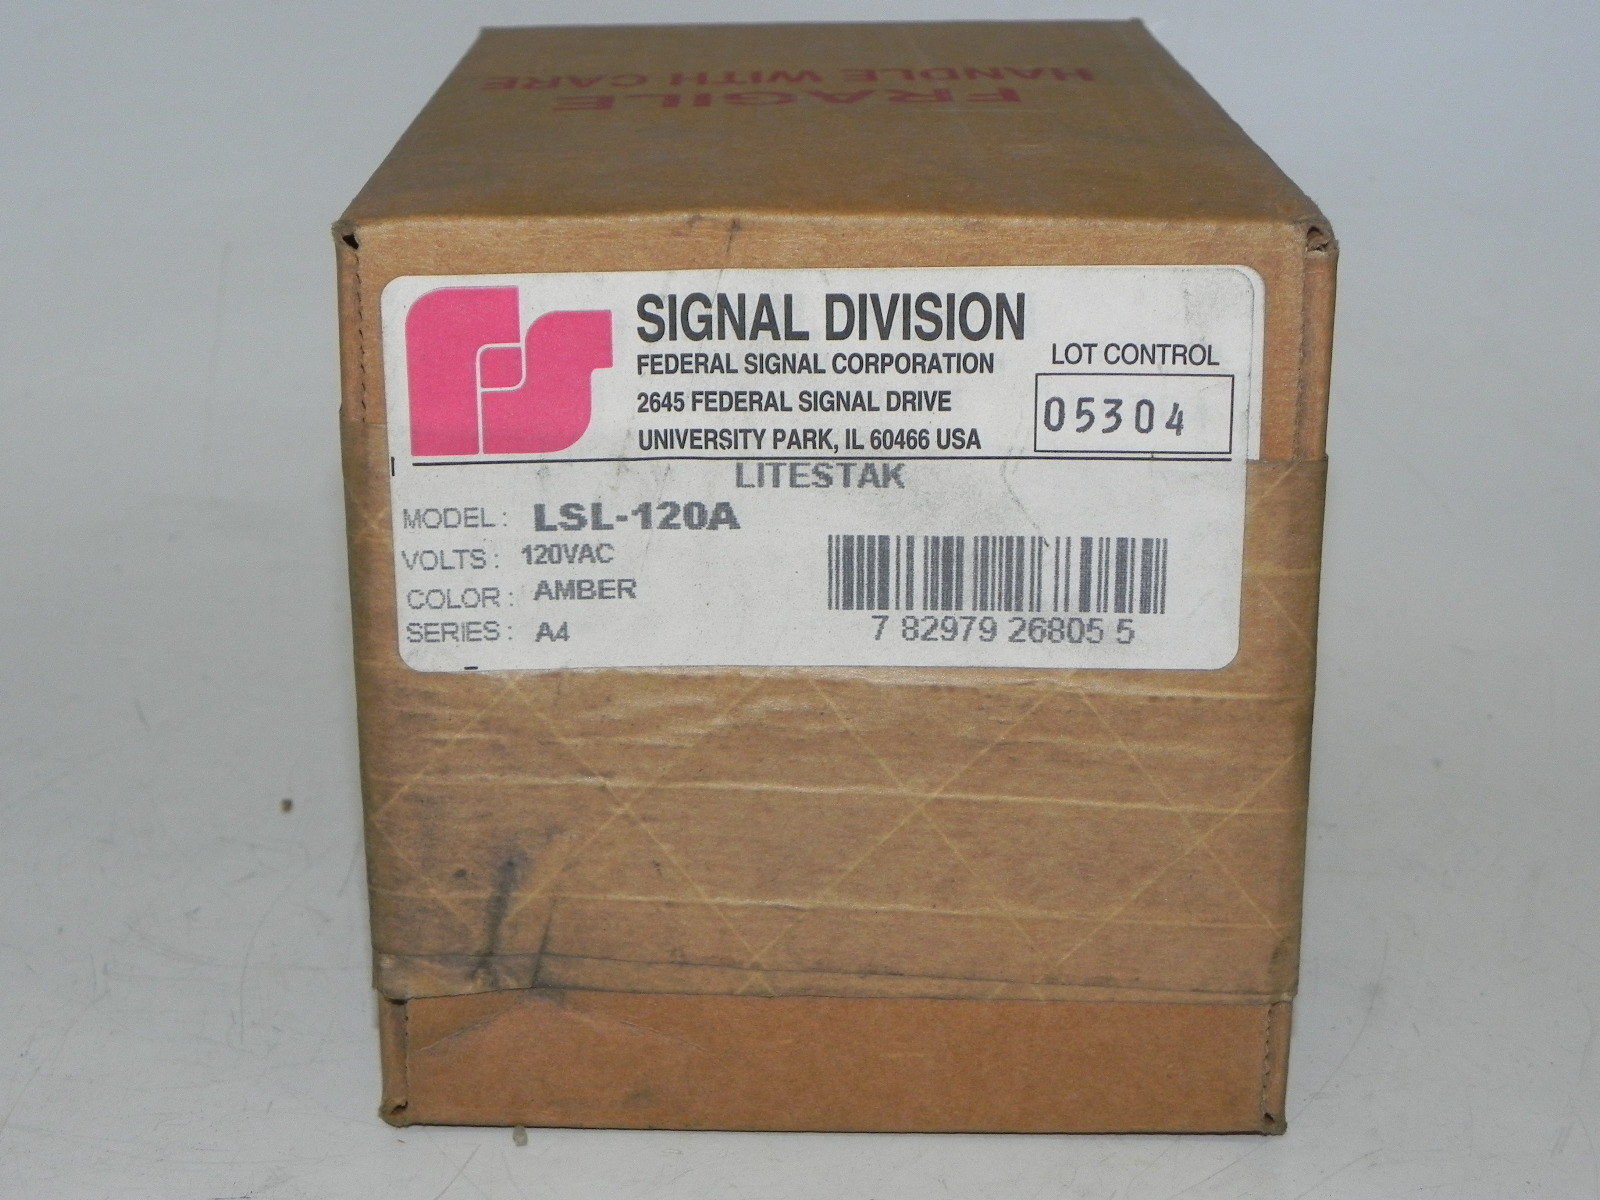 FRAGILE
HANDLE WITH CARE
FS
SIGNAL DIVISION
FEDERAL SIGNAL CORPORATION
2645 FEDERAL SIGNAL DRIVE
UNIVERSITY PARK, IL 60466 USA
LOT CONTROL
05304
LITESTAK
MODEL: LSL-120A
VOLTS: 120VAC
COLOR: AMBER
SERIES: A4
7 82979 26805 5